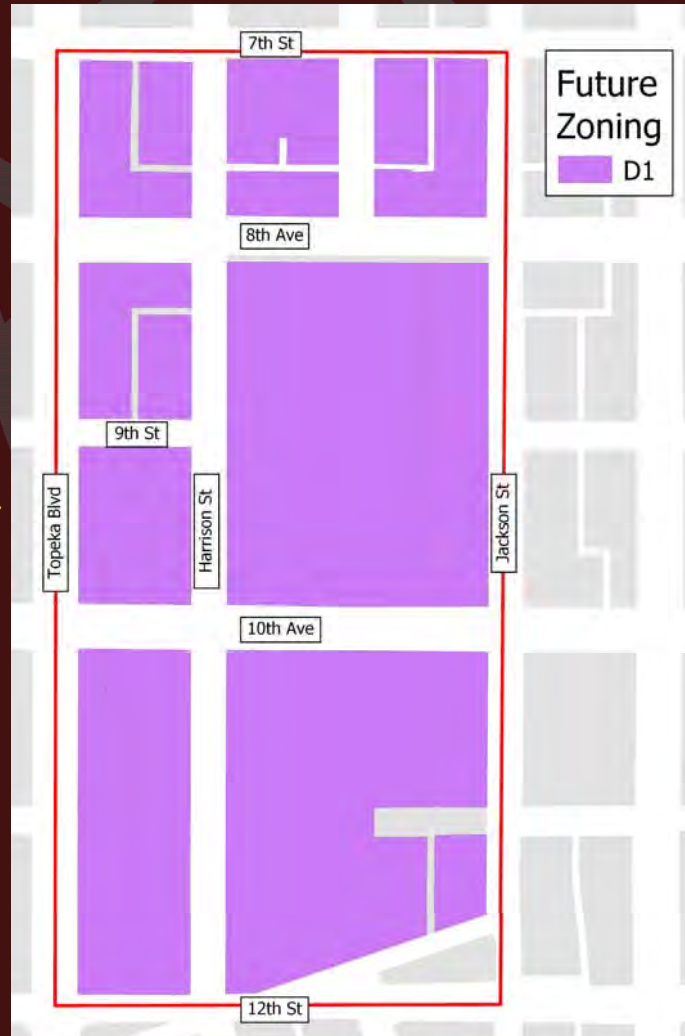 7th St
Future
Zoning
D1
8th Ave
9th St
Topeka Blvd
Harrison St
Jackson St
10th Ave
12th St